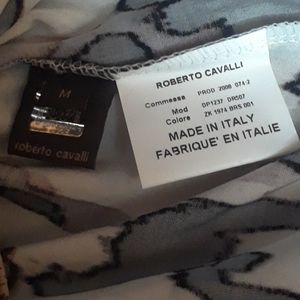 M
roberto cavalli
ROBERTO CAVALLI
Commessa PROD 2008 074-2
Mod DP1237 DR507
Colore ZK 1974 BRS 001
MADE IN ITALY
FABRIQUE' EN ITALIE